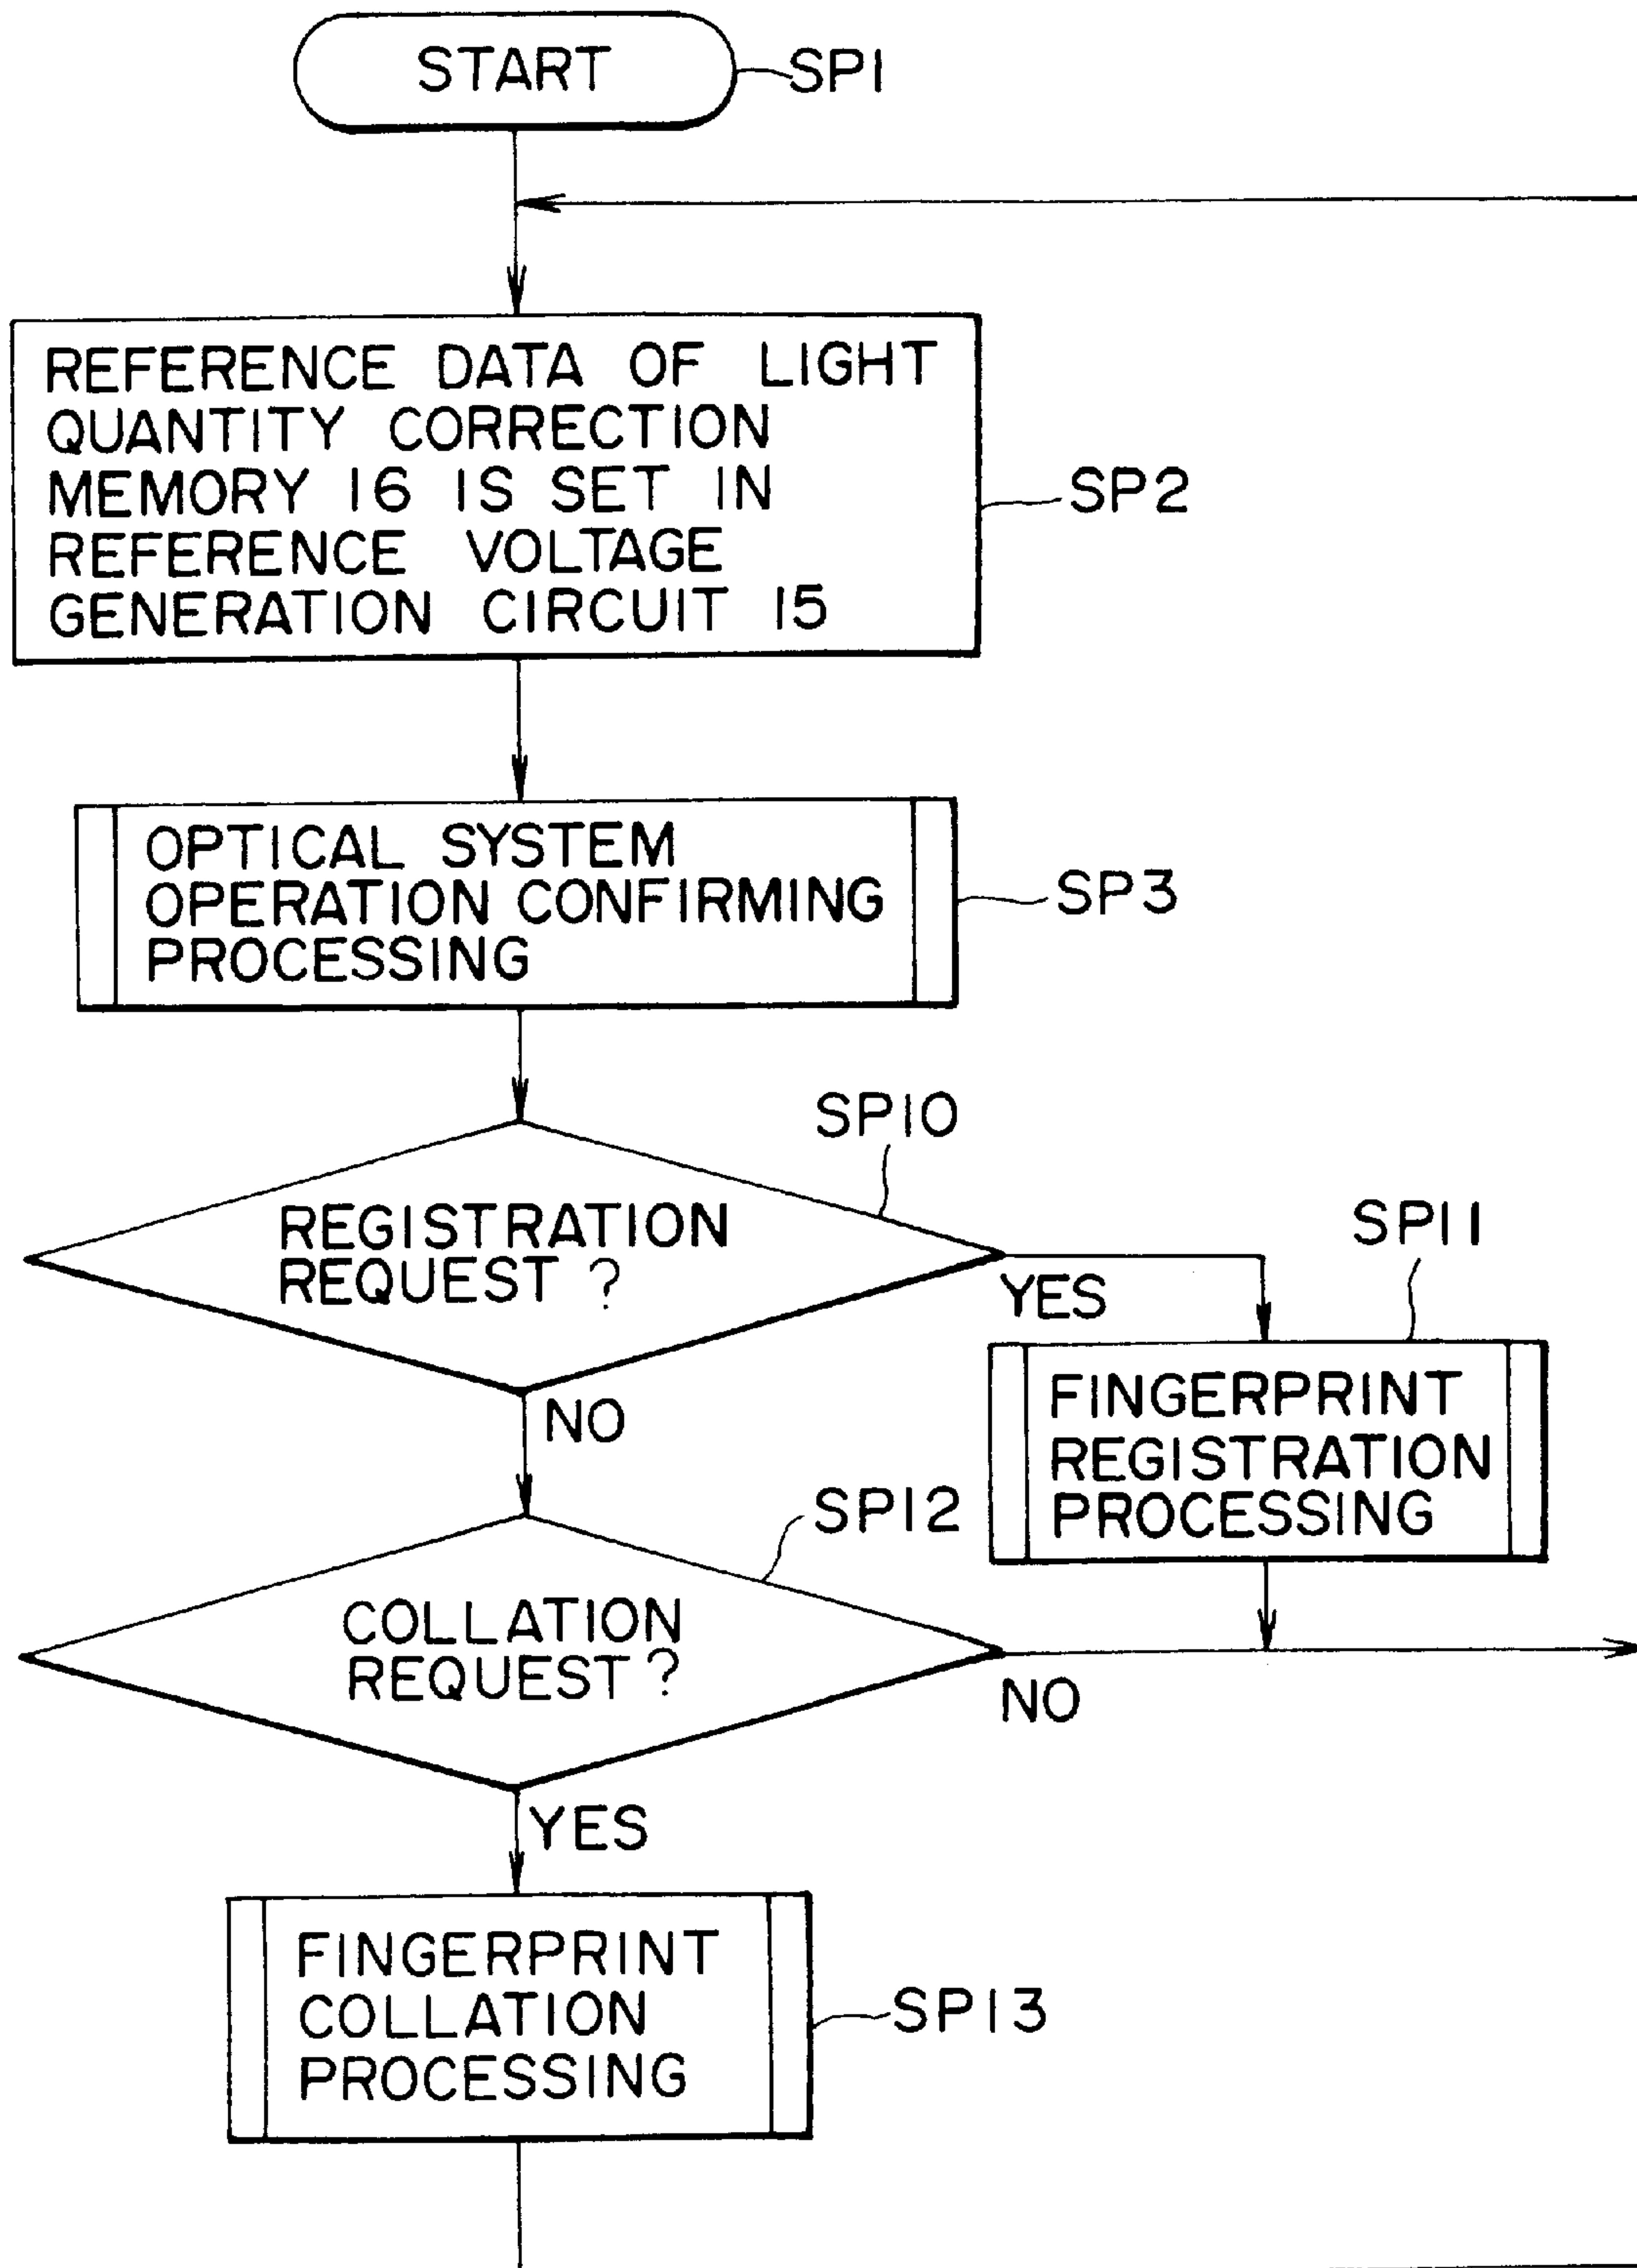 START
SP1
REFERENCE DATA OF LIGHT
QUANTITY CORRECTION
MEMORY 16 IS SET IN
REFERENCE VOLTAGE
GENERATION CIRCUIT 15
SP2
OPTICAL SYSTEM
OPERATION CONFIRMING
PROCESSING
SP3
SP10
REGISTRATION
REQUEST ?
YES
SP11
FINGERPRINT
REGISTRATION
PROCESSING
NO
SP12
COLLATION
REQUEST ?
NO
YES
FINGERPRINT
COLLATION
PROCESSING
SP13